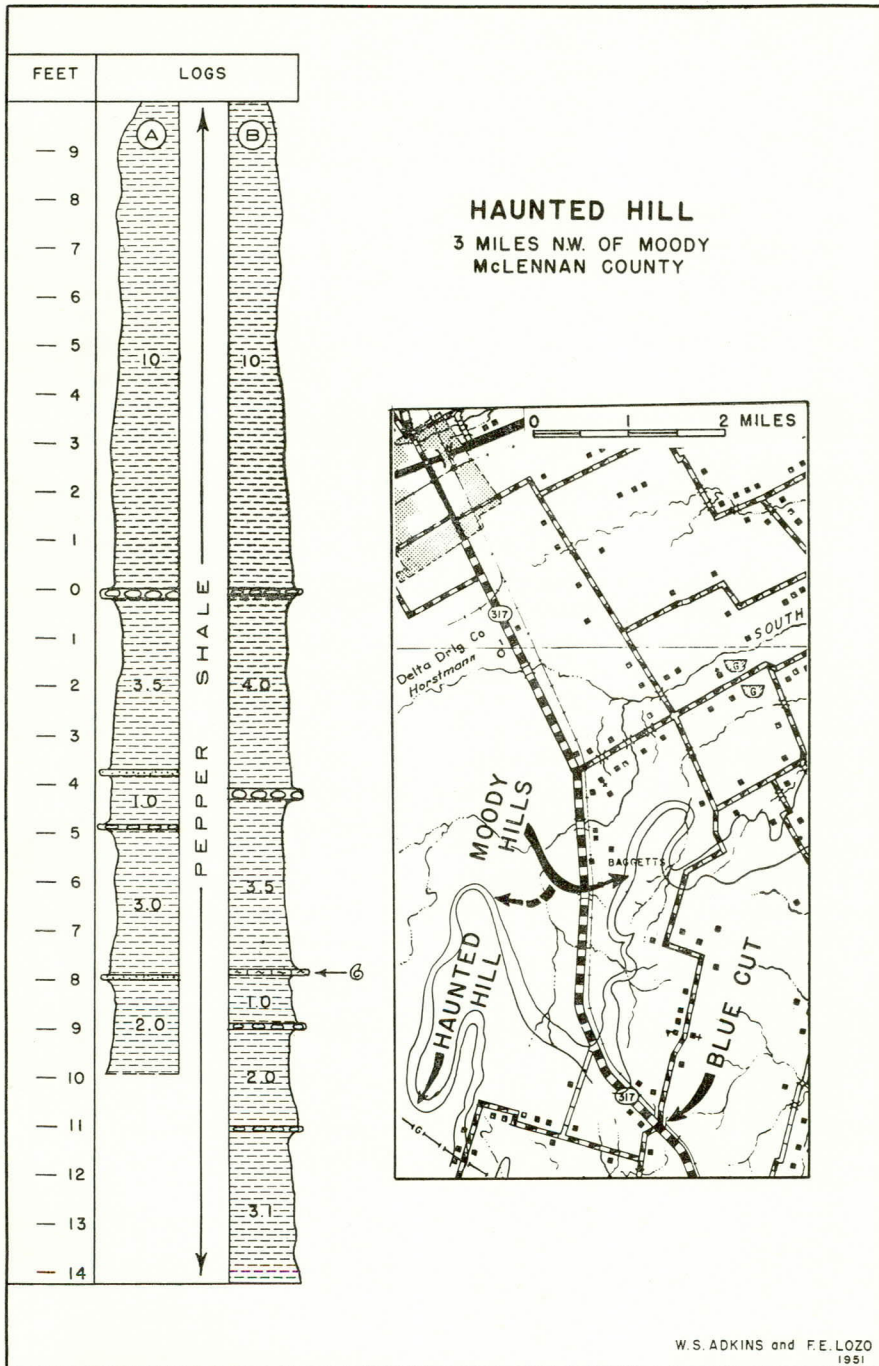 FEET
LOGS
A
B
9
8
7
6
5
4
3
2
1
0
1
2
3
4
5
6
7
8
9
10
11
12
13
14
10
3.5
1.0
3.0
2.0
PEPPER SHALE
10
4.0
3.5
1.0
2.0
3.1
6
HAUNTED HILL
3 MILES N.W. OF MOODY
McLENNAN COUNTY
0 1 2 MILES
317
SOUTH
Delta Drlg. Co
Horstmann
G
G
MOODY
HILLS
BAGGETTS
HAUNTED
HILL
BLUE CUT
317
G
W.S. ADKINS and F.E. LOZO
1951